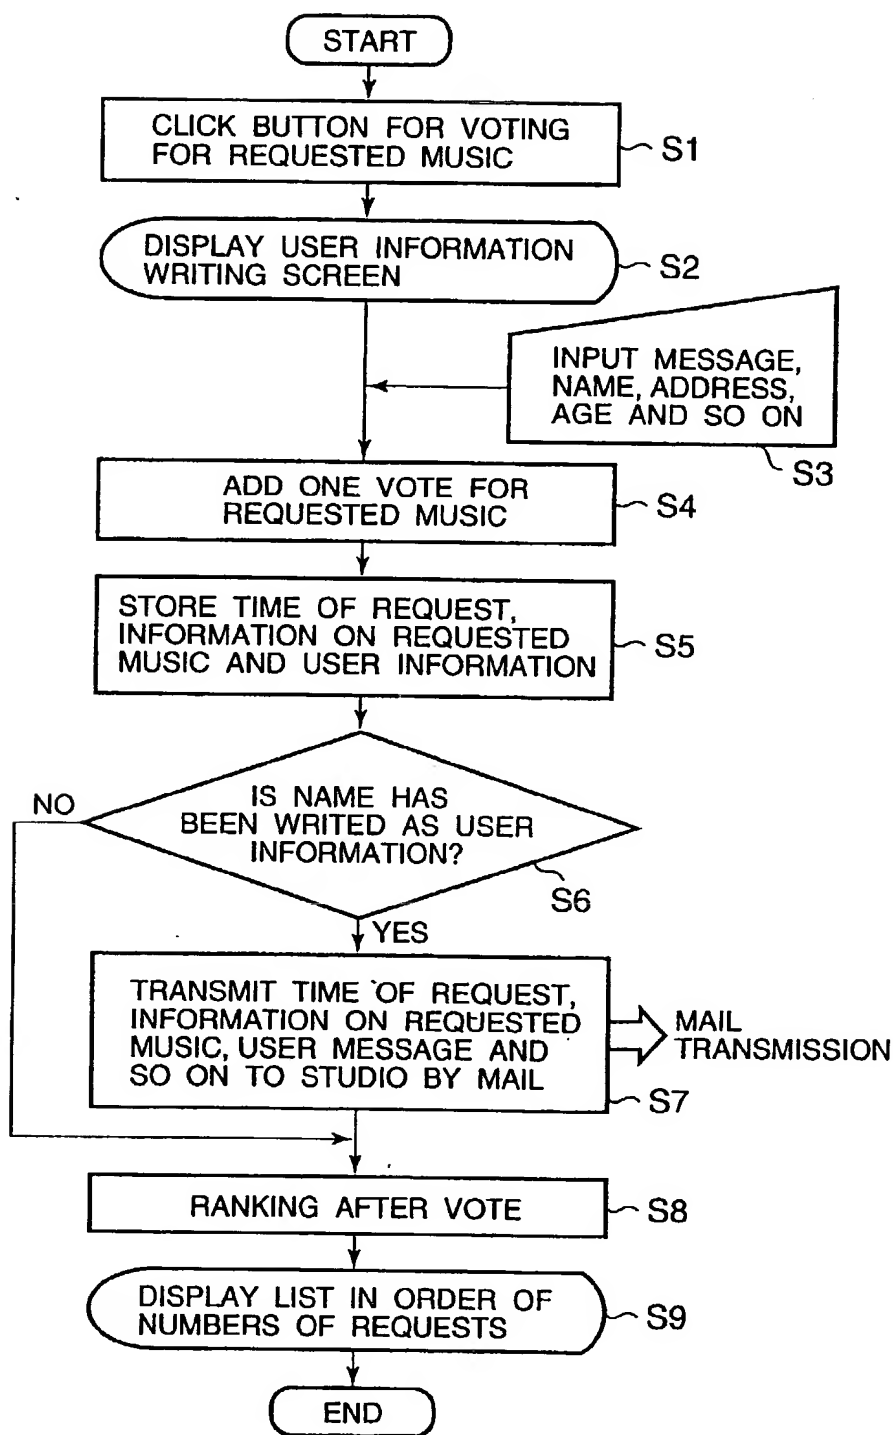 START
CLICK BUTTON FOR VOTING
FOR REQUESTED MUSIC
S1
DISPLAY USER INFORMATION
WRITING SCREEN
S2
INPUT MESSAGE,
NAME, ADDRESS,
AGE AND SO ON
S3
ADD ONE VOTE FOR
REQUESTED MUSIC
S4
STORE TIME OF REQUEST,
INFORMATION ON REQUESTED
MUSIC AND USER INFORMATION
S5
NO
IS NAME HAS
BEEN WRITED AS USER
INFORMATION?
S6
YES
TRANSMIT TIME OF REQUEST,
INFORMATION ON REQUESTED
MUSIC, USER MESSAGE AND
SO ON TO STUDIO BY MAIL
MAIL
TRANSMISSION
S7
RANKING AFTER VOTE
S8
DISPLAY LIST IN ORDER OF
NUMBERS OF REQUESTS
S9
END